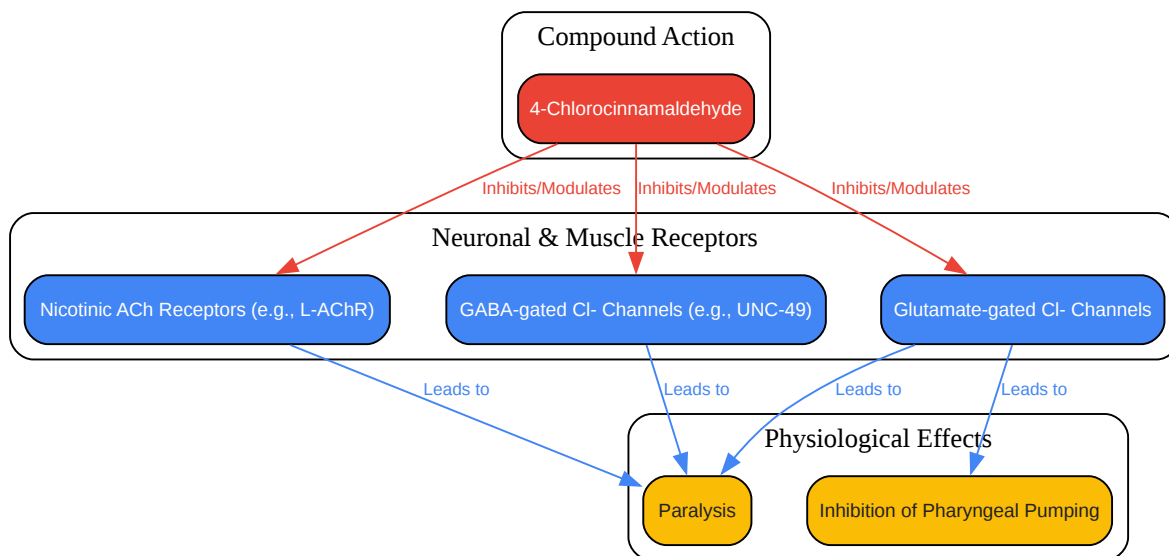 Compound Action
4-Chlorocinnamaldehyde
Inhibits/Modulates
Inhibits/Modulates
Inhibits/Modulates
Neuronal & Muscle Receptors
Nicotinic ACh Receptors (e.g., L-AChR)
GABA-gated Cl- Channels (e.g., UNC-49)
Glutamate-gated Cl- Channels
Leads to
Leads to
Leads to
Leads to
Physiological Effects
Paralysis
Inhibition of Pharyngeal Pumping